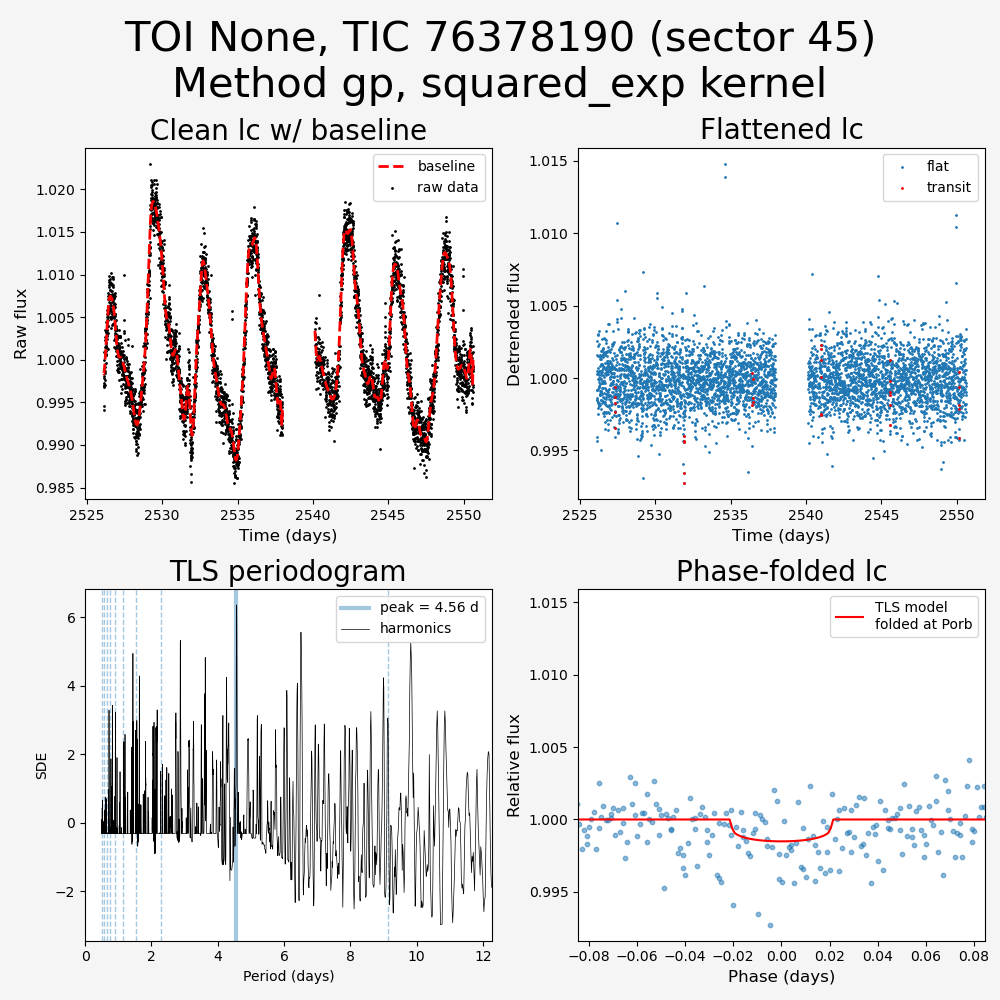 TOI None, TIC 76378190 (sector 45)
Method gp, squared_exp kernel
Clean lc w/ baseline
baseline
raw data
Raw flux
1.020
1.015
1.010
1.005
1.000
0.995
0.990
0.985
2525 2530 2535 2540 2545 2550
Time (days)
Flattened lc
flat
transit
Detrended flux
1.015
1.010
1.005
1.000
0.995
2525 2530 2535 2540 2545 2550
Time (days)
TLS periodogram
peak = 4.56 d
harmonics
SDE
6
4
2
0
−2
0 2 4 6 8 10 12
Period (days)
Phase-folded lc
TLS model
folded at Porb
Relative flux
1.015
1.010
1.005
1.000
0.995
−0.08 −0.06 −0.04 −0.02 0.00 0.02 0.04 0.06 0.08
Phase (days)